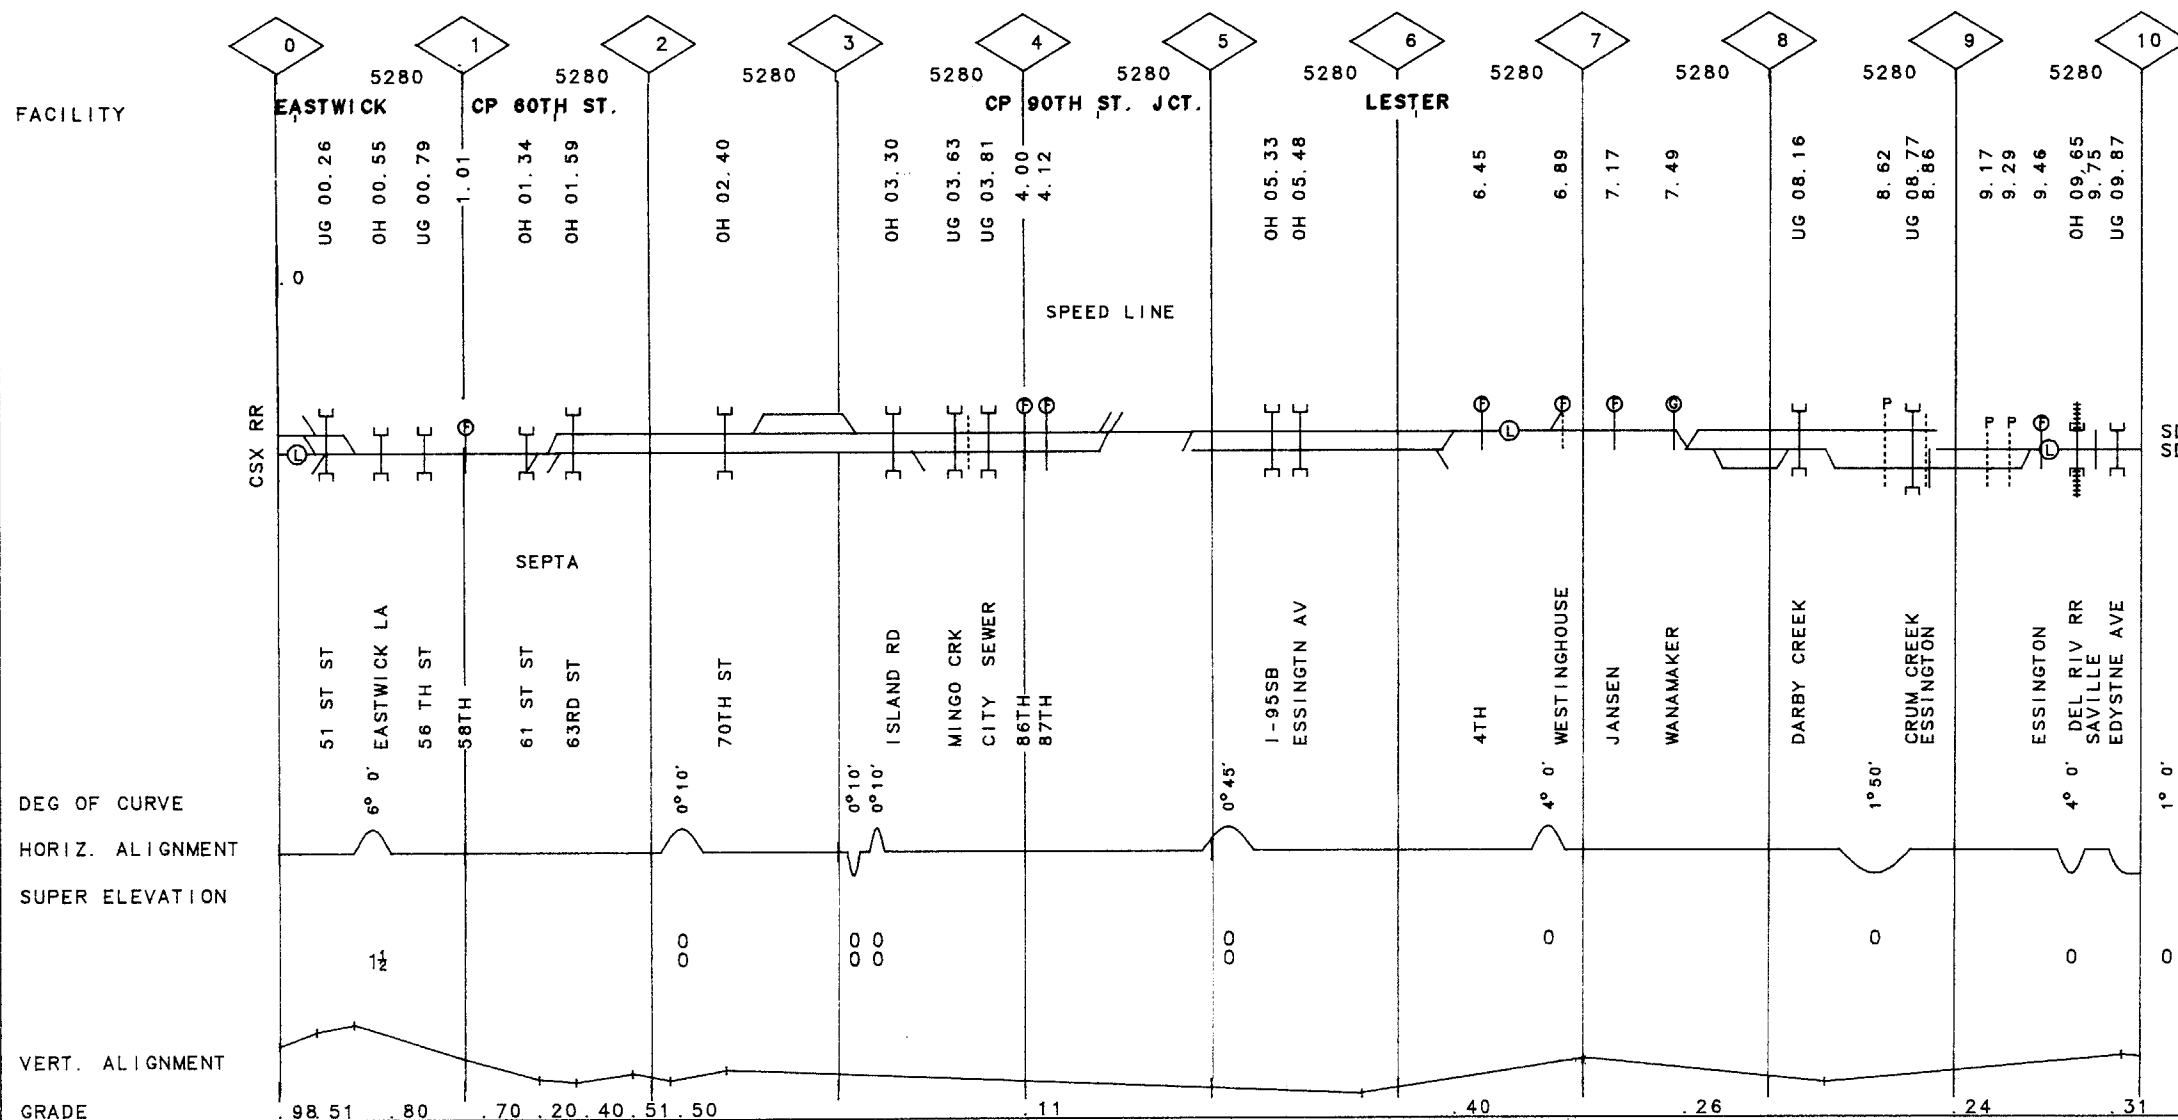 0 1 2 3 4 5 6 7 8 9 10
5280 5280 5280 5280 5280 5280 5280 5280 5280 5280
FACILITY EASTWICK CP 60TH ST. CP 90TH ST. JCT. LESTER
UG 00.26
OH 00.55
UG 00.79
1.01
OH 01.34
OH 01.59
OH 02.40
OH 03.30
UG 03.63
UG 03.81
4.00
4.12
OH 05.33
OH 05.48
6.45
6.89
7.17
7.49
UG 08.16
8.62
UG 08.77
8.86
9.17
9.29
9.46
OH 09.65
9.75
UG 09.87
.0
SPEED LINE
CSX RR
L F F F F L F F G P P P F L
SEPTA
51 ST ST
EASTWICK LA
56 TH ST
58TH
61 ST ST
63RD ST
70TH ST
ISLAND RD
MINGO CRK
CITY SEWER
86TH
87TH
I-95SB
ESSINGTN AV
4TH
WESTINGHOUSE
JANSEN
WANAMAKER
DARBY CREEK
CRUM CREEK
ESSINGTON
ESSINGTON
DEL RIV RR
SAVILLE
EDYSTNE AVE
DEG OF CURVE 6° 0' 0°10' 0°10' 0°10' 0°45' 4° 0' 1°50' 4° 0' 1° 0'
HORIZ. ALIGNMENT
SUPER ELEVATION
0 0 0 0 0 0
1½ 0 0 0 0 0 0
VERT. ALIGNMENT
GRADE .98 .51 .80 .70 .20 .40 .51 .50 .11 .40 .26 .24 .31